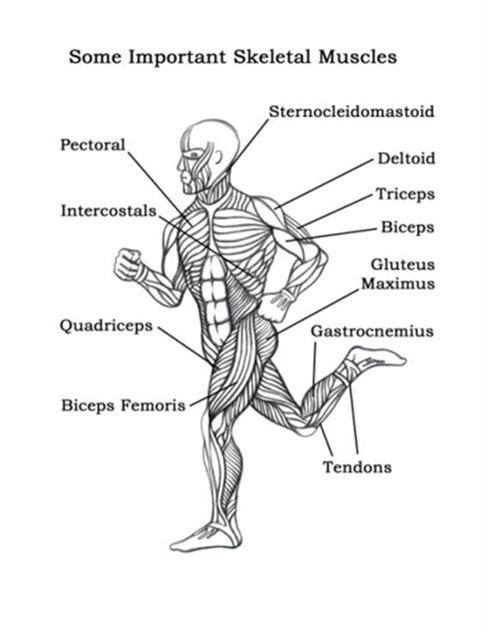 Some Important Skeletal Muscles
Sternocleidomastoid
Pectoral
Deltoid
Triceps
Intercostals
Biceps
Gluteus
Maximus
Quadriceps
Gastrocnemius
Biceps Femoris
Tendons